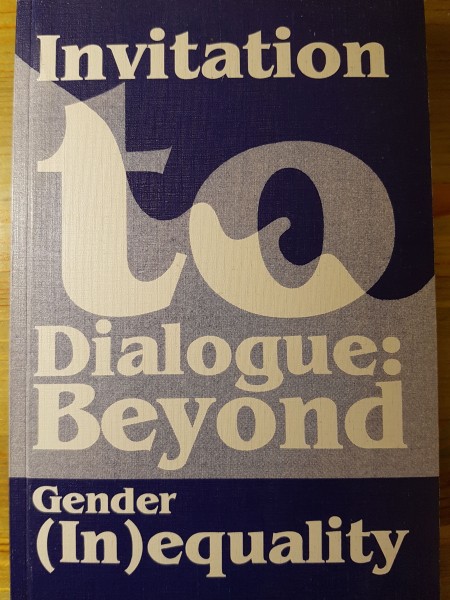 Invitation
to
Dialogue:
Beyond
Gender
(In)equality